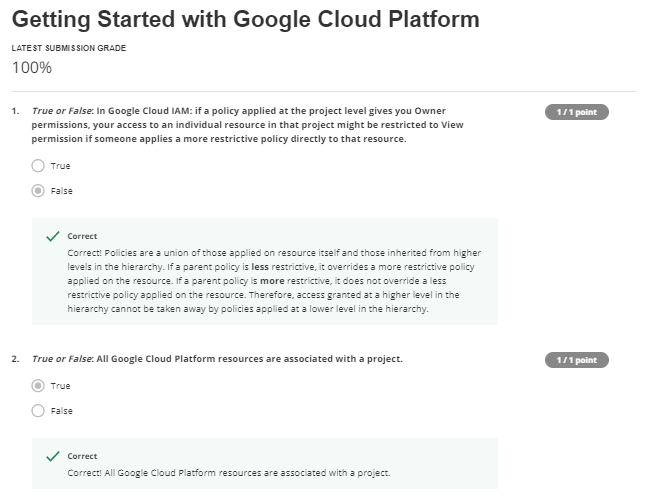 Getting Started with Google Cloud Platform
LATEST SUBMISSION GRADE
100%
1. True or False: In Google Cloud IAM: if a policy applied at the project level gives you Owner
1 / 1 point
permissions, your access to an individual resource in that project might be restricted to View
permission if someone applies a more restrictive policy directly to that resource.
True
False
Correct
Correct! Policies are a union of those applied on resource itself and those inherited from higher
levels in the hierarchy. If a parent policy is less restrictive, it overrides a more restrictive policy
applied on the resource. If a parent policy is more restrictive, it does not override a less
restrictive policy applied on the resource. Therefore, access granted at a higher level in the
hierarchy cannot be taken away by policies applied at a lower level in the hierarchy.
2. True or False: All Google Cloud Platform resources are associated with a project.
1 / 1 point
True
False
Correct
Correct! All Google Cloud Platform resources are associated with a project.